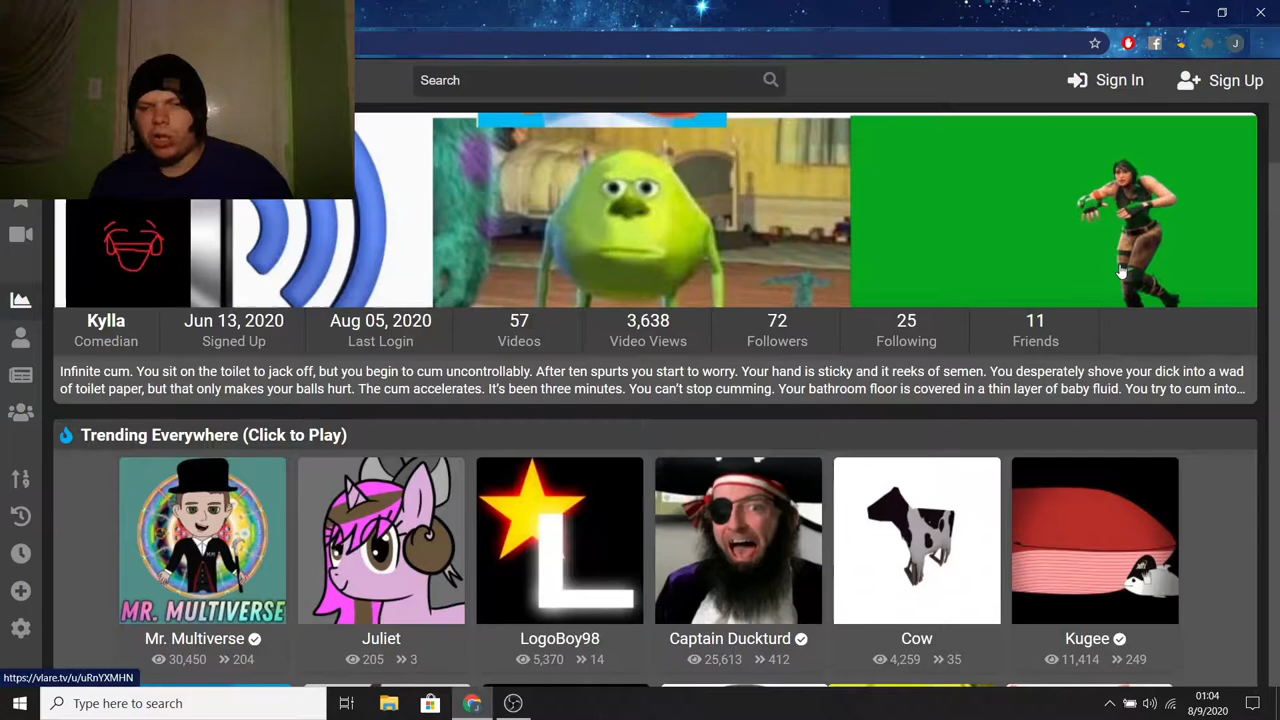 Search
Sign In
Sign Up
J
Kylla
Comedian
Jun 13, 2020
Signed Up
Aug 05, 2020
Last Login
57
Videos
3,638
Video Views
72
Followers
25
Following
11
Friends
Infinite cum. You sit on the toilet to jack off, but you begin to cum uncontrollably. After ten spurts you start to worry. Your hand is sticky and it reeks of semen. You desperately shove your dick into a wad
of toilet paper, but that only makes your balls hurt. The cum accelerates. It's been three minutes. You can't stop cumming. Your bathroom floor is covered in a thin layer of baby fluid. You try to cum into...
Trending Everywhere (Click to Play)
MR. MULTIVERSE
L
Mr. Multiverse
30,450 204
Juliet
205 3
LogoBoy98
5,370 14
Captain Duckturd
25,613 412
Cow
4,259 35
Kugee
11,414 249
https://vlare.tv/u/uRnYXMHN
Type here to search
01:04
8/9/2020